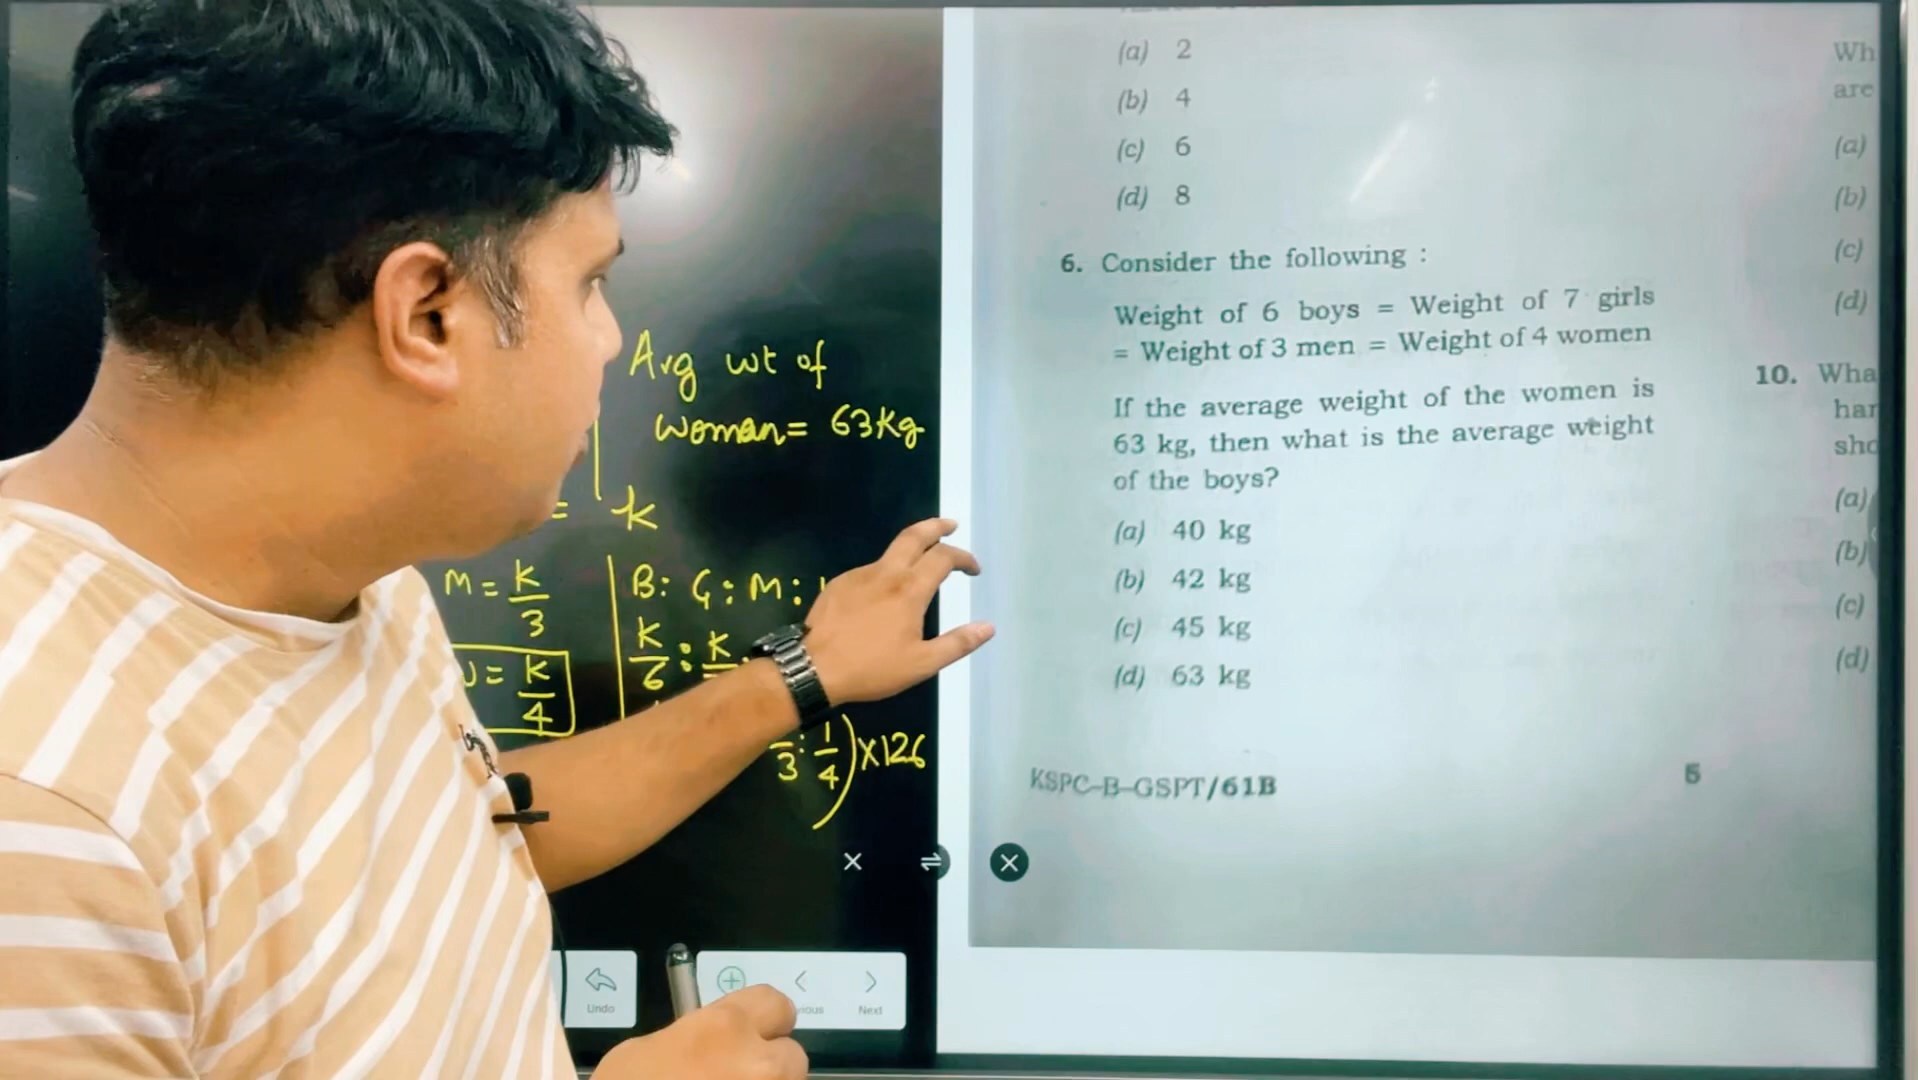 Avg wt of
woman = 63kg
= k
M = K/3
B: G: M:
K/6 : K
= K/4
3 : 1/4) X126
Undo
Next
(a) 2
(b) 4
(c) 6
(d) 8
6. Consider the following :
Weight of 6 boys = Weight of 7 girls
= Weight of 3 men = Weight of 4 women
If the average weight of the women is
63 kg, then what is the average weight
of the boys?
(a) 40 kg
(b) 42 kg
(c) 45 kg
(d) 63 kg
KSPC-B-GSPT/61B
5
Wh
are
(a)
(b)
(c)
(d)
10. Wha
har
sho
(a)
(b)
(c)
(d)